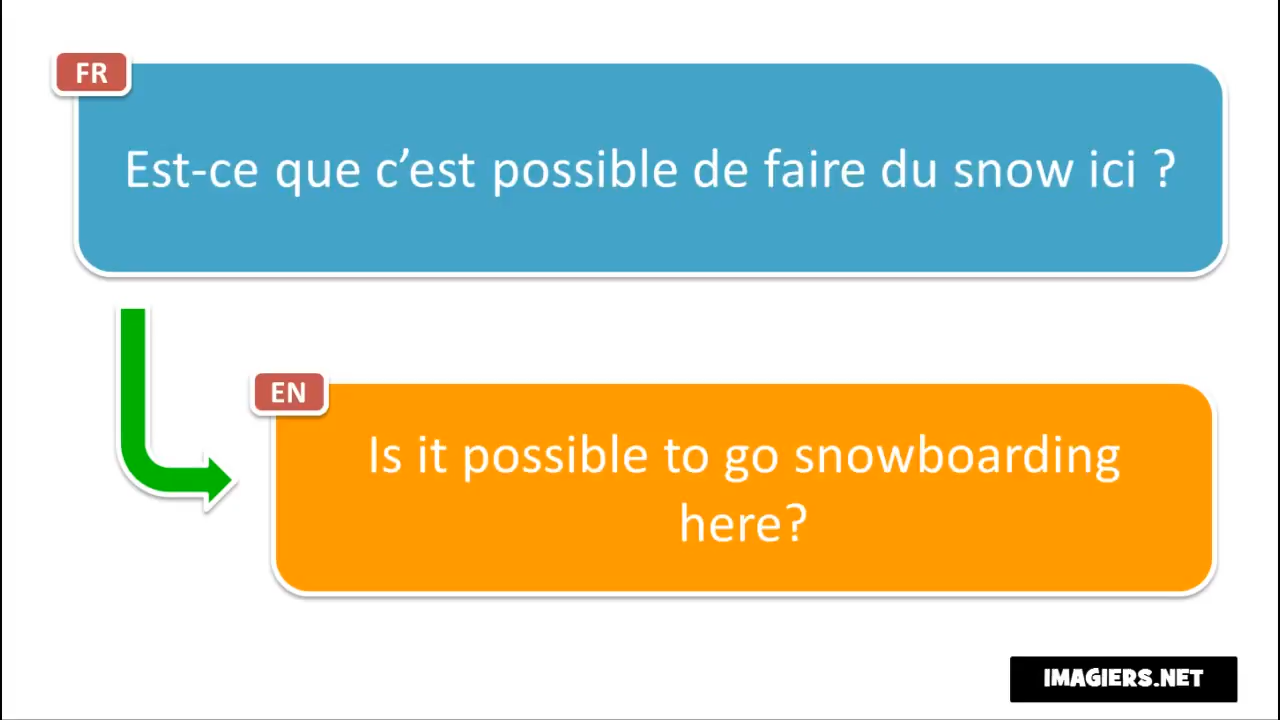 FR
Est-ce que c’est possible de faire du snow ici ?
EN
Is it possible to go snowboarding
here?
IMAGIERS.NET